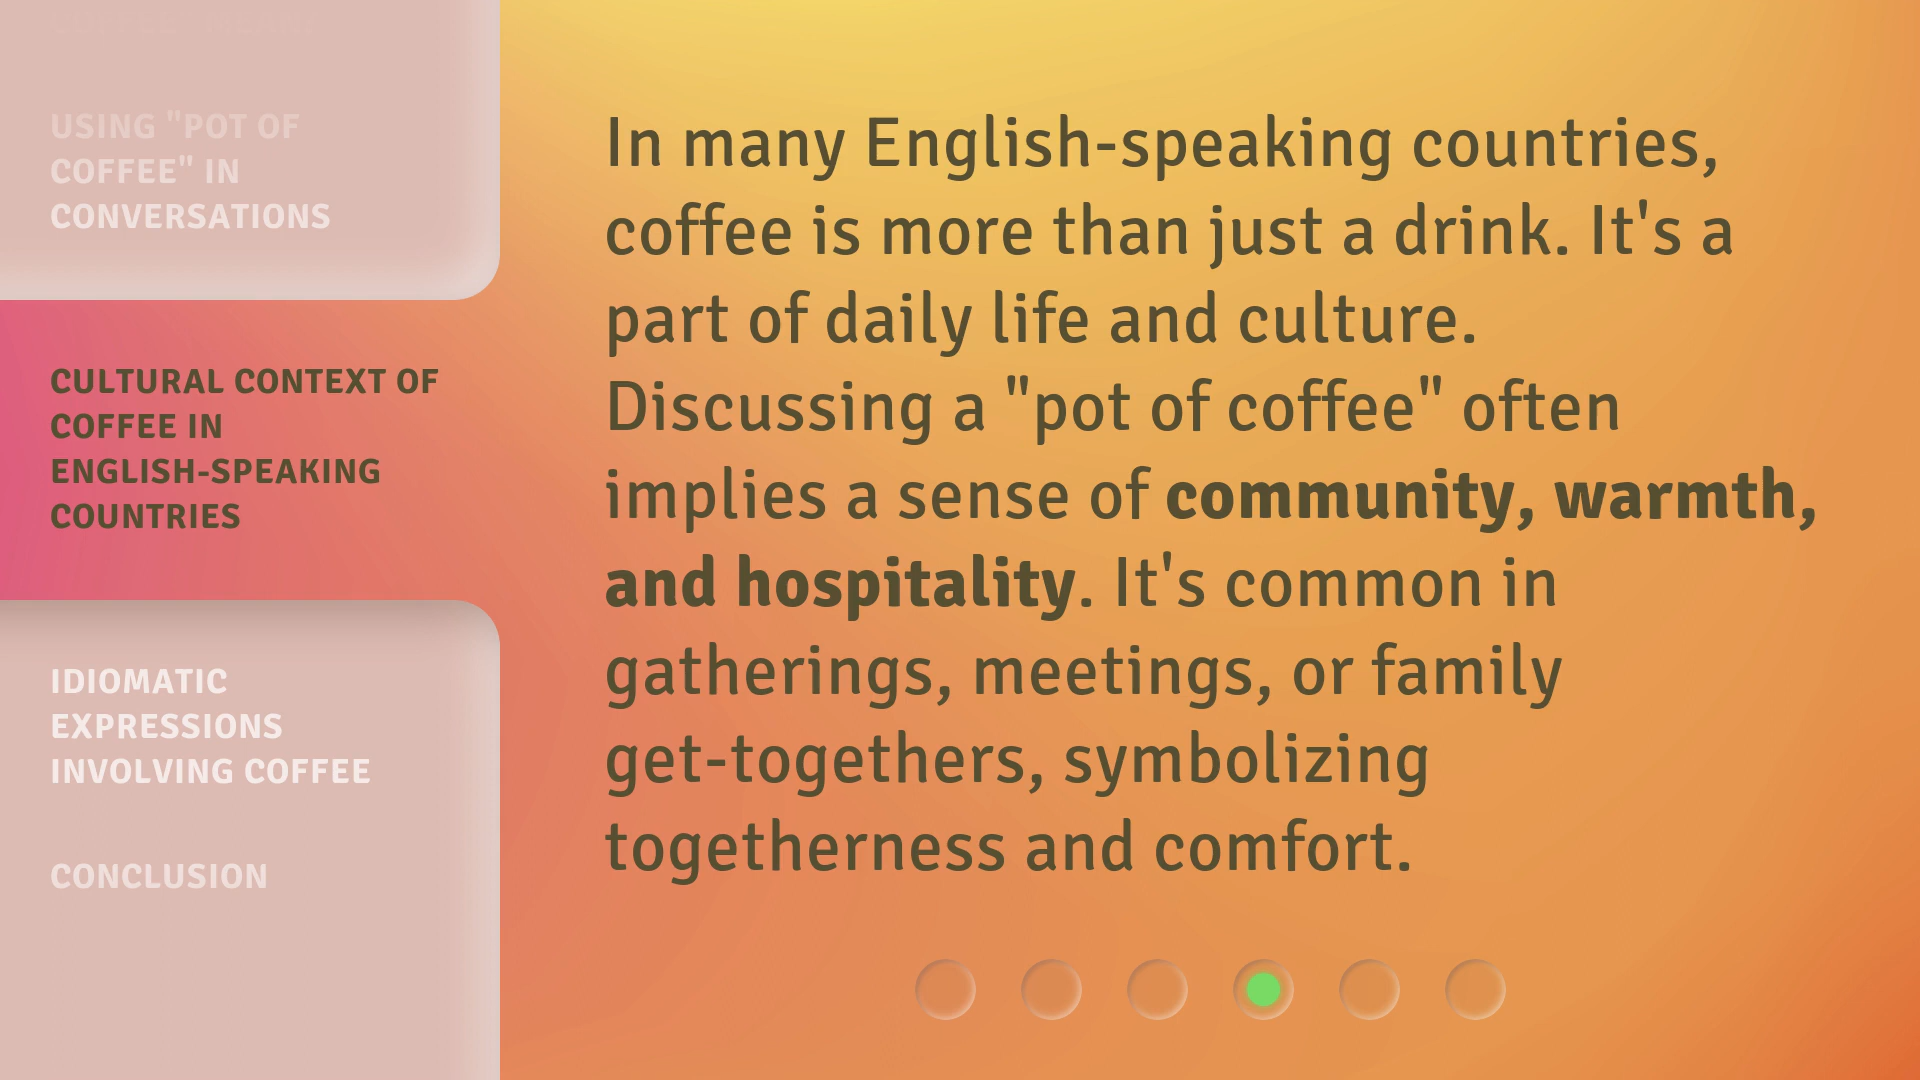 USING "POT OF
COFFEE" IN
CONVERSATIONS
CULTURAL CONTEXT OF
COFFEE IN
ENGLISH-SPEAKING
COUNTRIES
IDIOMATIC
EXPRESSIONS
INVOLVING COFFEE
CONCLUSION
In many English-speaking countries,
coffee is more than just a drink. It's a
part of daily life and culture.
Discussing a "pot of coffee" often
implies a sense of community, warmth,
and hospitality. It's common in
gatherings, meetings, or family
get-togethers, symbolizing
togetherness and comfort.